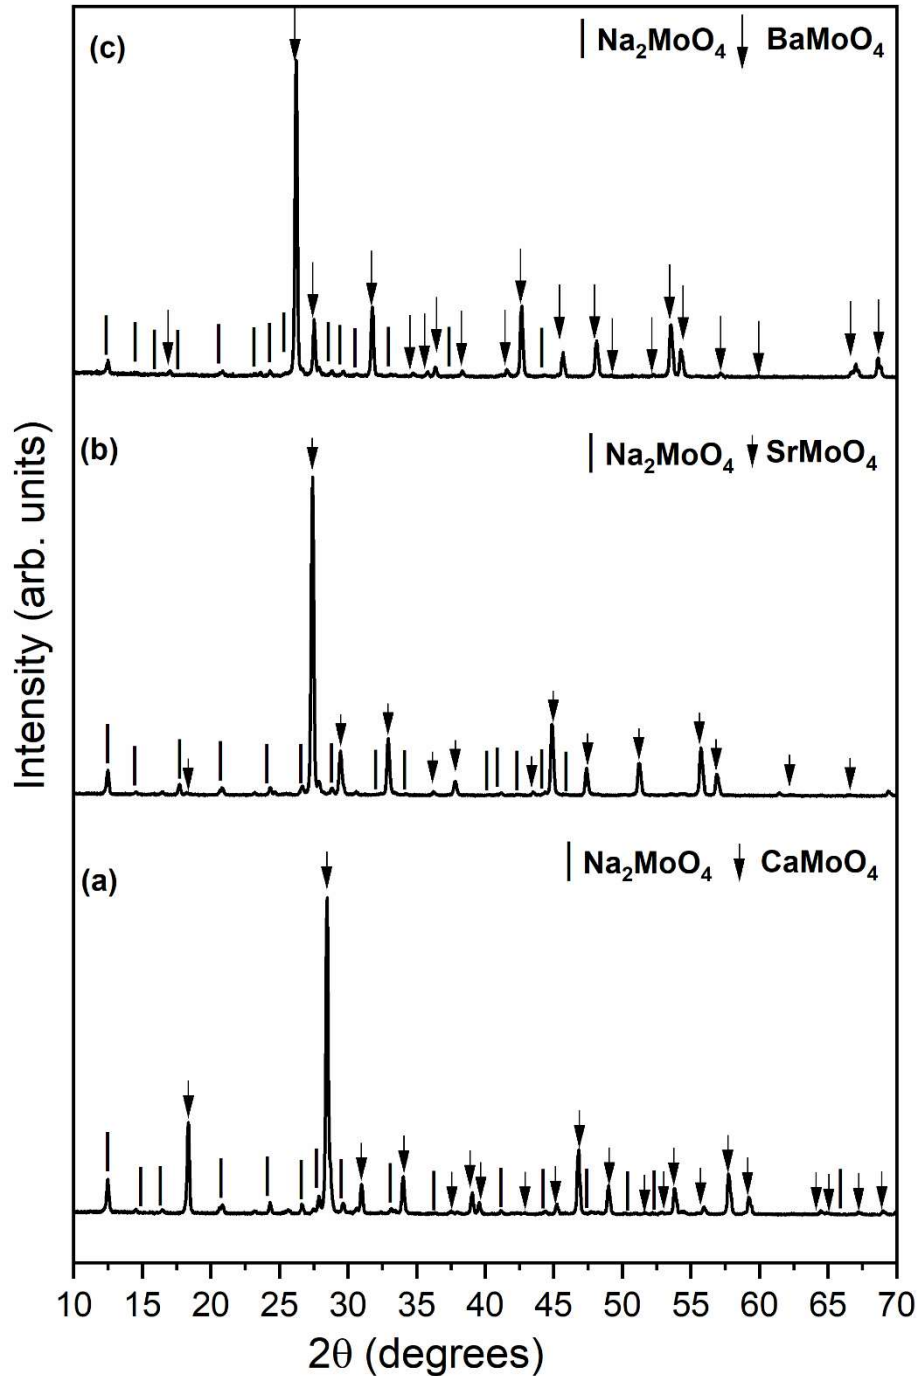 (c) | Na₂MoO₄ ↓ BaMoO₄
(b) | Na₂MoO₄ ↓ SrMoO₄
(a) | Na₂MoO₄ ↓ CaMoO₄
Intensity (arb. units)
10 15 20 25 30 35 40 45 50 55 60 65 70
2θ (degrees)